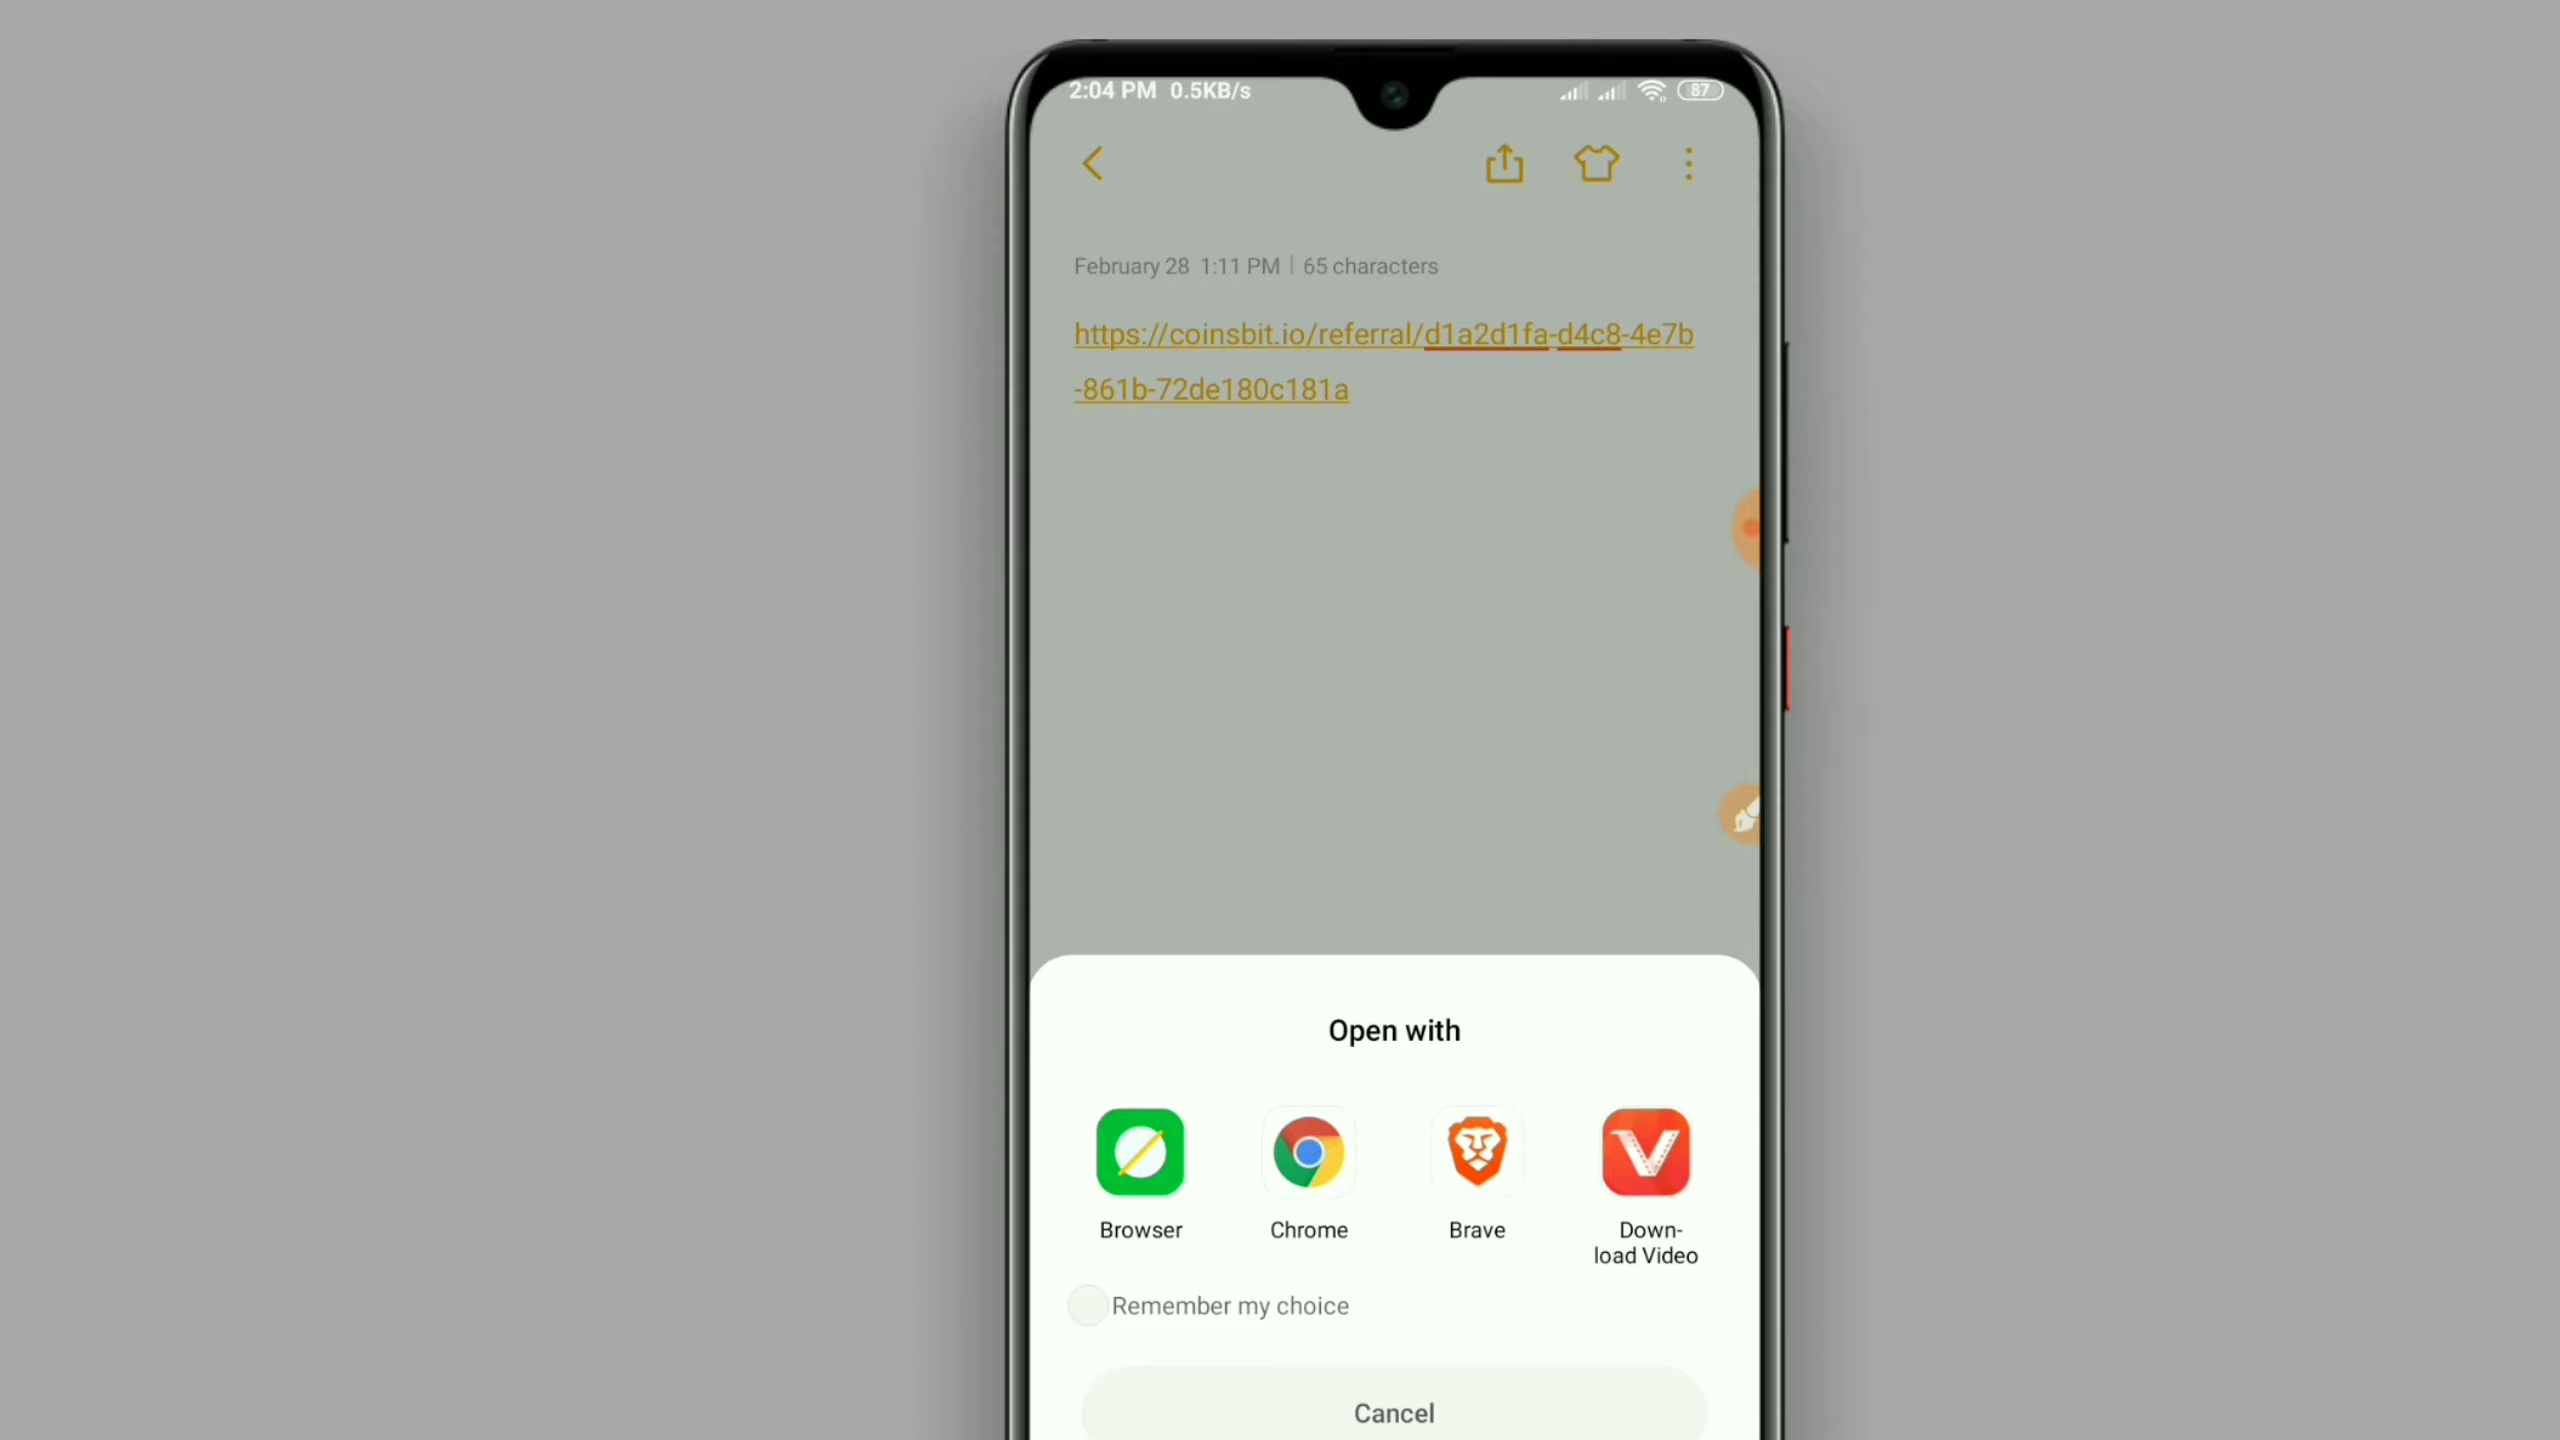 2:04 PM 0.5KB/s 87
February 28 1:11 PM | 65 characters
https://coinsbit.io/referral/d1a2d1fa-d4c8-4e7b
-861b-72de180c181a
Open with
Browser Chrome Brave Down-
load Video
Remember my choice
Cancel